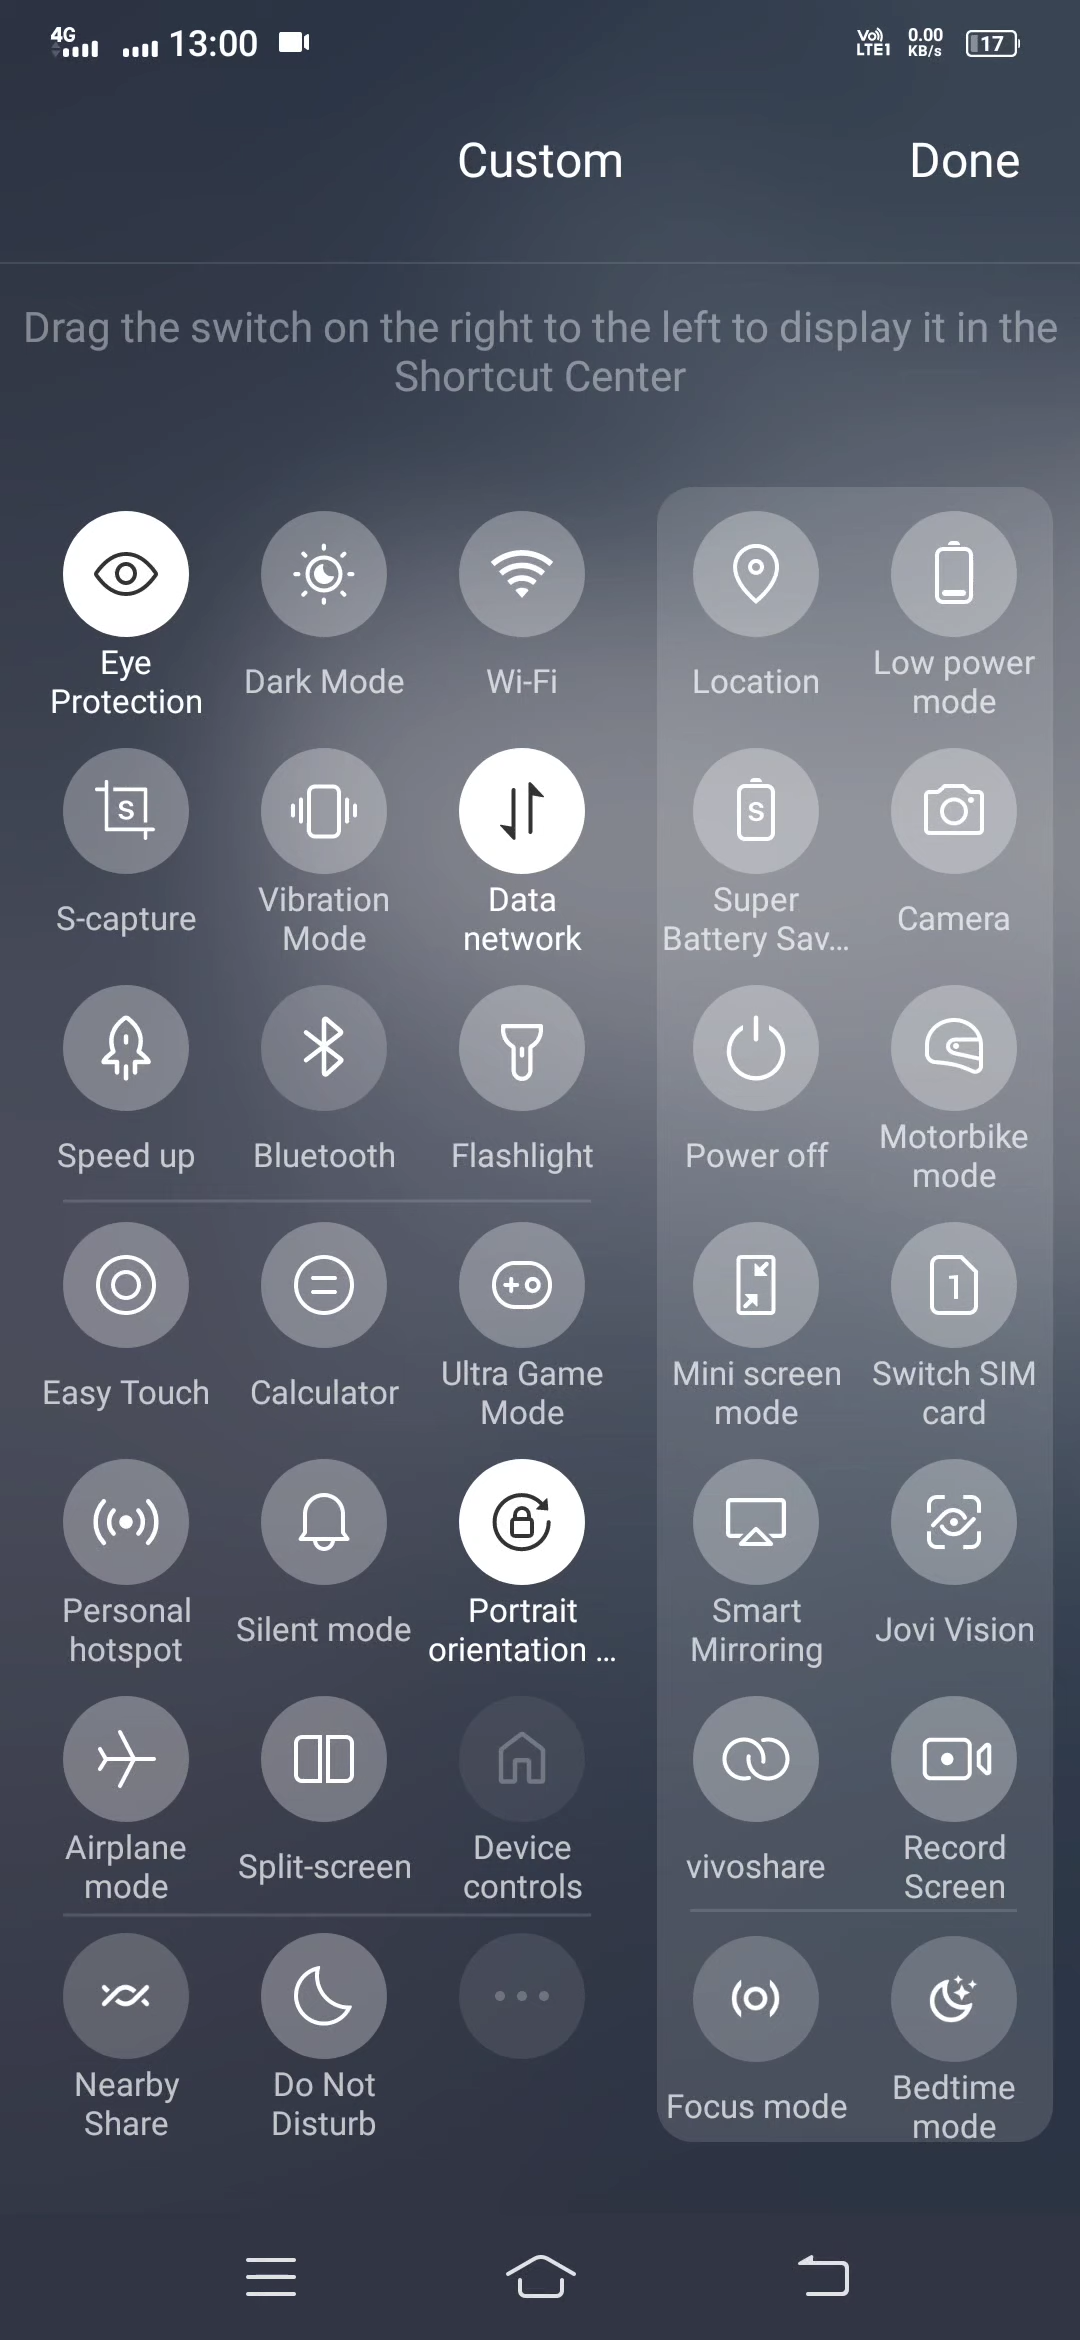 4G 13:00 Vo)) LTE1 0.00 KB/s 17
Custom Done
Drag the switch on the right to the left to display it in the
Shortcut Center
Eye
Protection
Dark Mode
Wi-Fi
Location
Low power
mode
S
S-capture
Vibration
Mode
Data
network
S
Super
Battery Sav...
Camera
Speed up
Bluetooth
Flashlight
Power off
Motorbike
mode
Easy Touch
Calculator
Ultra Game
Mode
Mini screen
mode
1
Switch SIM
card
Personal
hotspot
Silent mode
Portrait
orientation ...
Smart
Mirroring
Jovi Vision
Airplane
mode
Split-screen
Device
controls
vivoshare
Record
Screen
Nearby
Share
Do Not
Disturb
Focus mode
Bedtime
mode